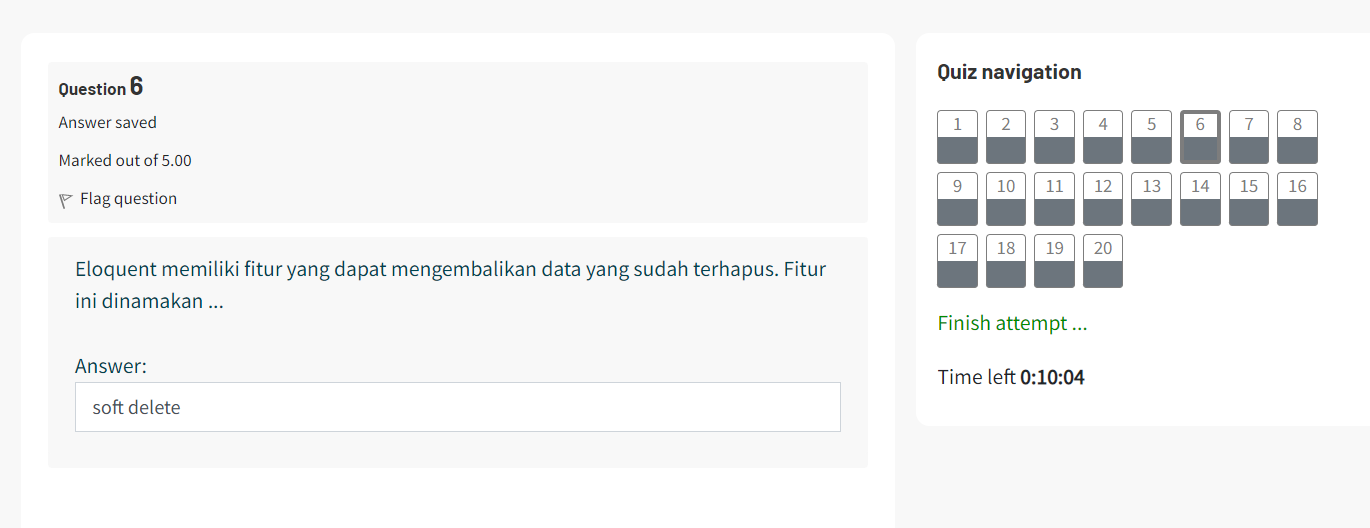 Question 6
Answer saved
Marked out of 5.00
Flag question
Eloquent memiliki fitur yang dapat mengembalikan data yang sudah terhapus. Fitur
ini dinamakan ...
Answer:
soft delete
Quiz navigation
1 2 3 4 5 6 7 8
9 10 11 12 13 14 15 16
17 18 19 20
Finish attempt ...
Time left 0:10:04